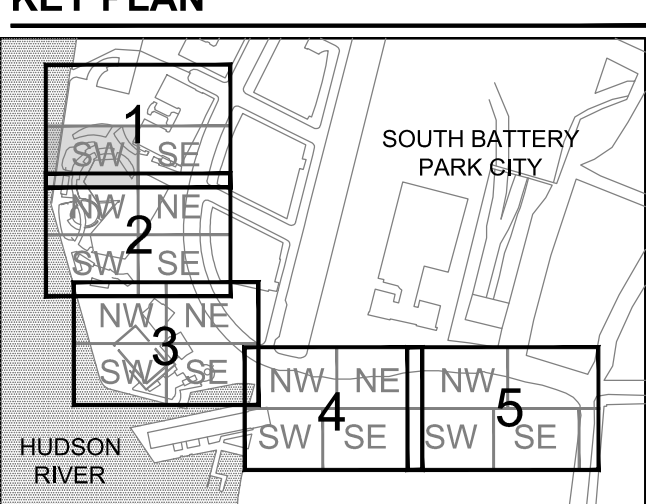 KEY PLAN
1
SW SE
SOUTH BATTERY
PARK CITY
NW NE
2
SW SE
NW NE
3
SW SE
NW NE NW
4 5
SW SE SW SE
HUDSON
RIVER